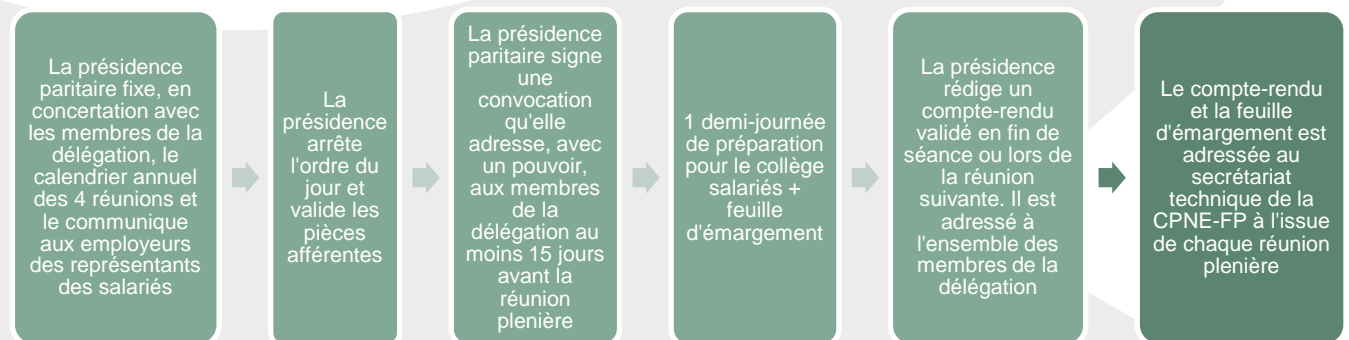 La présidence
paritaire fixe, en
concertation avec
les membres de la
délégation, le
calendrier annuel
des 4 réunions et
le communique
aux employeurs
des représentants
des salariés
La
présidence
arrête
l'ordre du
jour et
valide les
pièces
afférentes
La présidence
paritaire signe
une
convocation
qu'elle
adresse, avec
un pouvoir,
aux membres
de la
délégation au
moins 15 jours
avant la
réunion
plenière
1 demi-journée
de préparation
pour le collège
salariés +
feuille
d'émargement
La présidence
rédige un
compte-rendu
validé en fin de
séance ou lors de
la réunion
suivante. Il est
adressé à
l'ensemble des
membres de la
délégation
Le compte-rendu
et la feuille
d'émargement est
adressée au
secrétariat
technique de la
CPNE-FP à l'issue
de chaque réunion
plenière